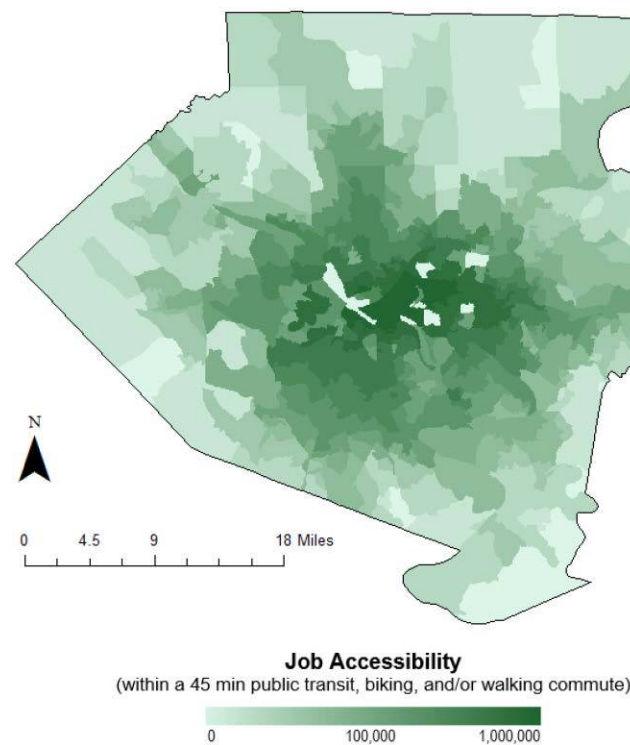 N
0 4.5 9 18 Miles
Job Accessibility
(within a 45 min public transit, biking, and/or walking commute)
0 100,000 1,000,000